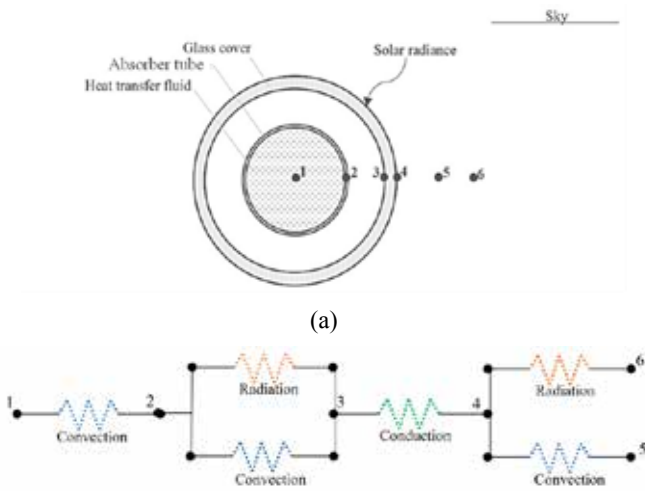 Sky
Glass cover
Solar radiance
Absorber tube
Heat transfer fluid
1 2 3 4 5 6
(a)
6
1 2 Radiation 3 4 Radiation
Convection Conduction
5
Convection Convection